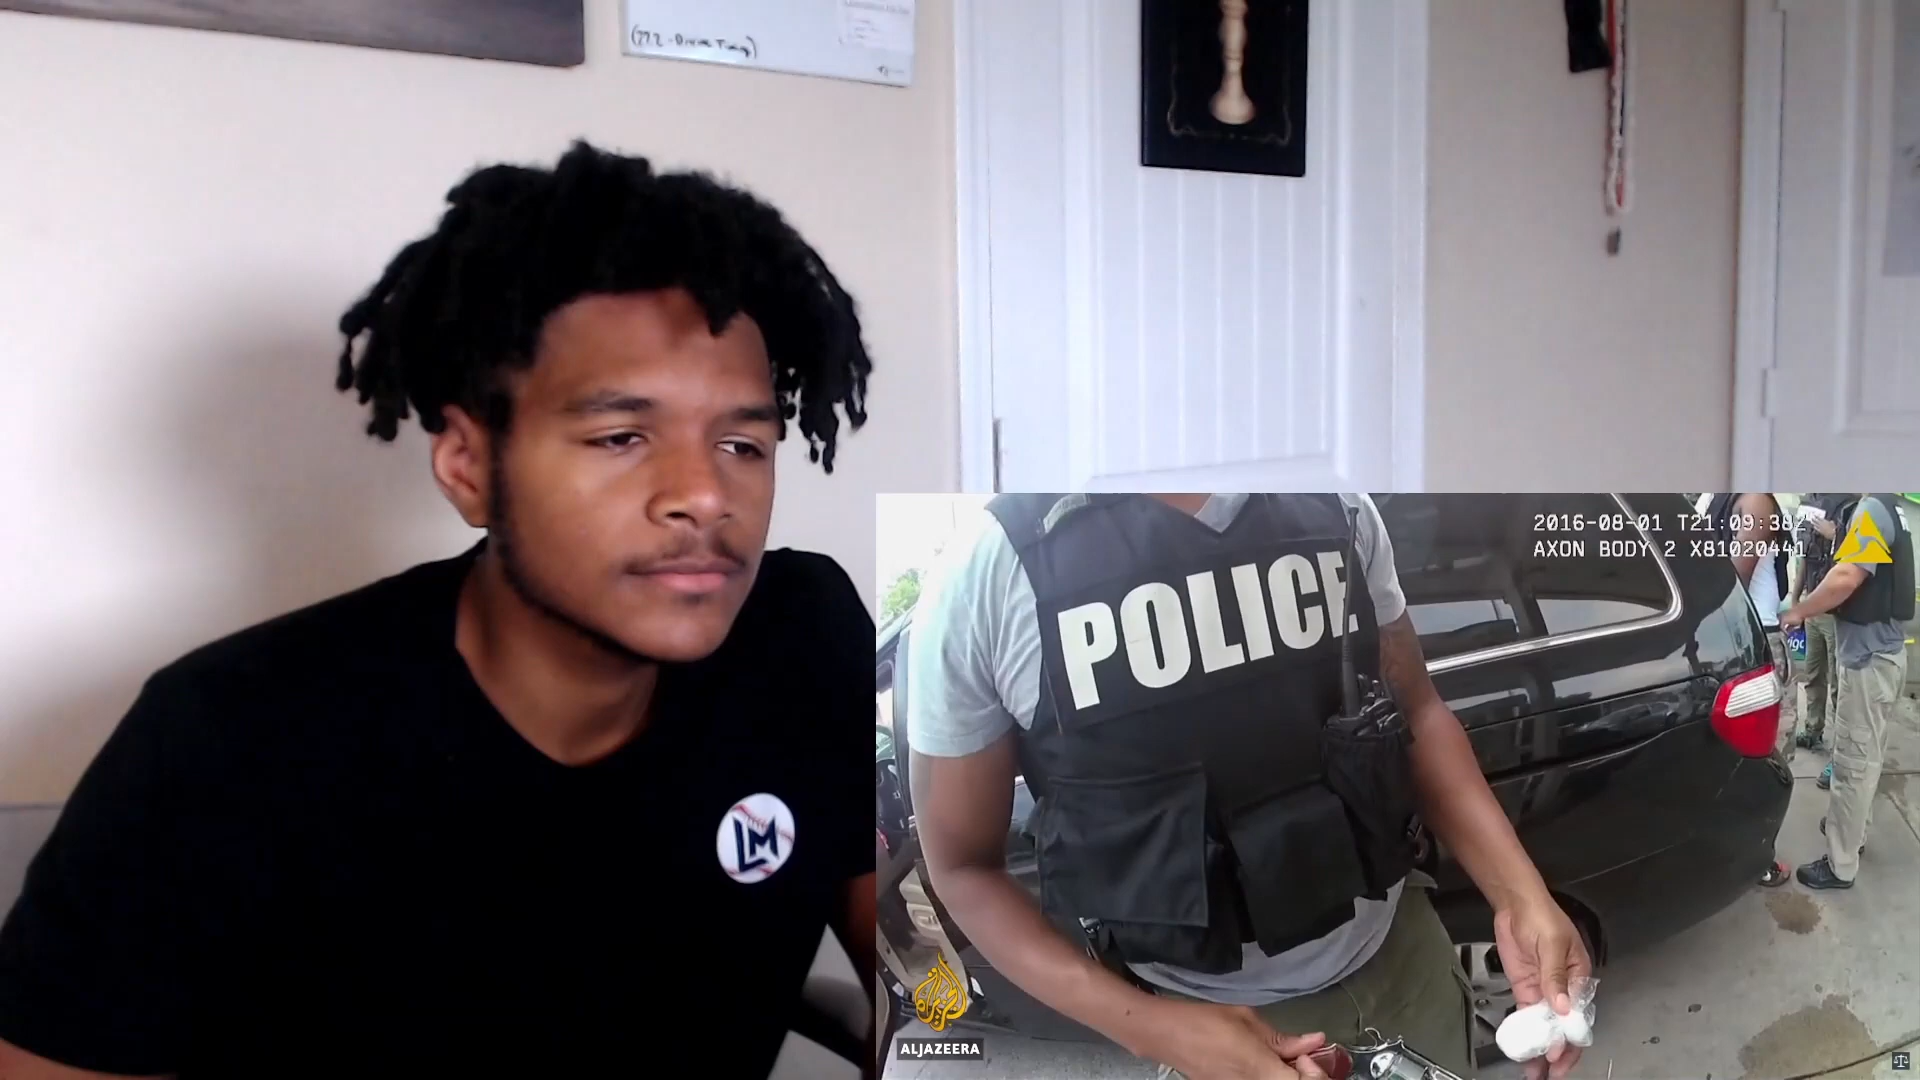 LM
POLICE
2016-08-01 T21:09:38Z
AXON BODY 2 X81020441
ALJAZEERA